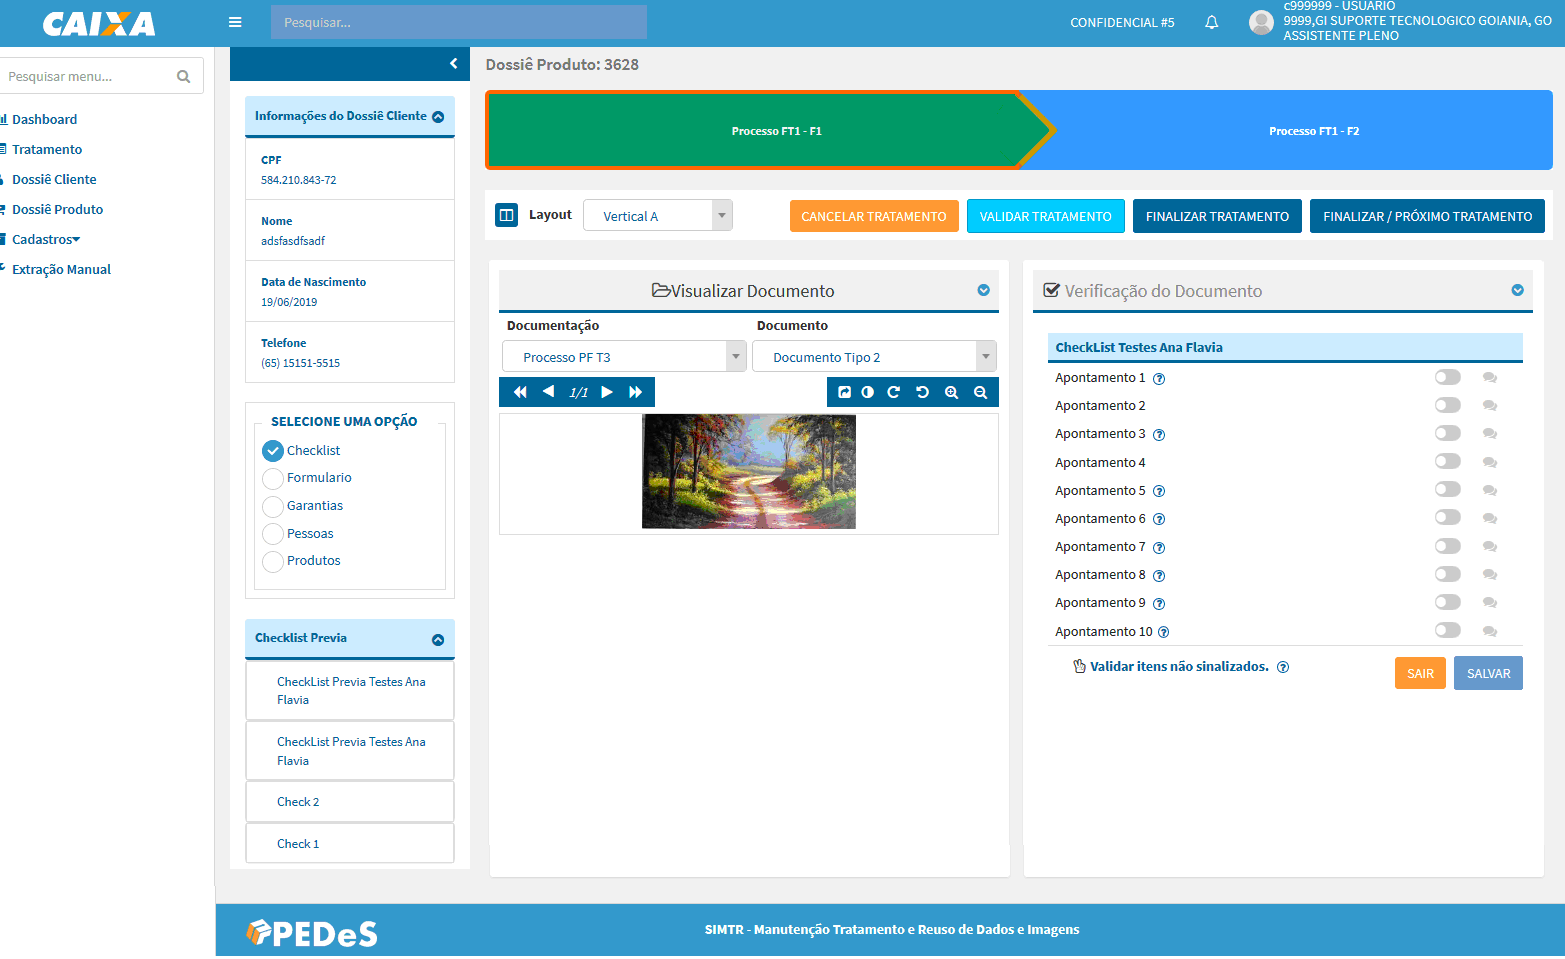 CAIXA
Pesquisar...
CONFIDENCIAL #5
c999999 - USUARIO
9999,GI SUPORTE TECNOLOGICO GOIANIA, GO
ASSISTENTE PLENO
Pesquisar menu...
Dashboard
Tratamento
Dossiê Cliente
Dossiê Produto
Cadastros
Extração Manual
Informações do Dossiê Cliente
CPF
584.210.843-72
Nome
adsfasdfsadf
Data de Nascimento
19/06/2019
Telefone
(65) 15151-5515
SELECIONE UMA OPÇÃO
Checklist
Formulario
Garantias
Pessoas
Produtos
Checklist Previa
CheckList Previa Testes Ana
Flavia
CheckList Previa Testes Ana
Flavia
Check 2
Check 1
Dossiê Produto: 3628
Processo FT1 - F1
Processo FT1 - F2
Layout
Vertical A
CANCELAR TRATAMENTO
VALIDAR TRATAMENTO
FINALIZAR TRATAMENTO
FINALIZAR / PRÓXIMO TRATAMENTO
Visualizar Documento
Documentação
Documento
Processo PF T3
Documento Tipo 2
1/1
Verificação do Documento
CheckList Testes Ana Flavia
Apontamento 1
Apontamento 2
Apontamento 3
Apontamento 4
Apontamento 5
Apontamento 6
Apontamento 7
Apontamento 8
Apontamento 9
Apontamento 10
Validar itens não sinalizados.
SAIR
SALVAR
PEDeS
SIMTR - Manutenção Tratamento e Reuso de Dados e Imagens